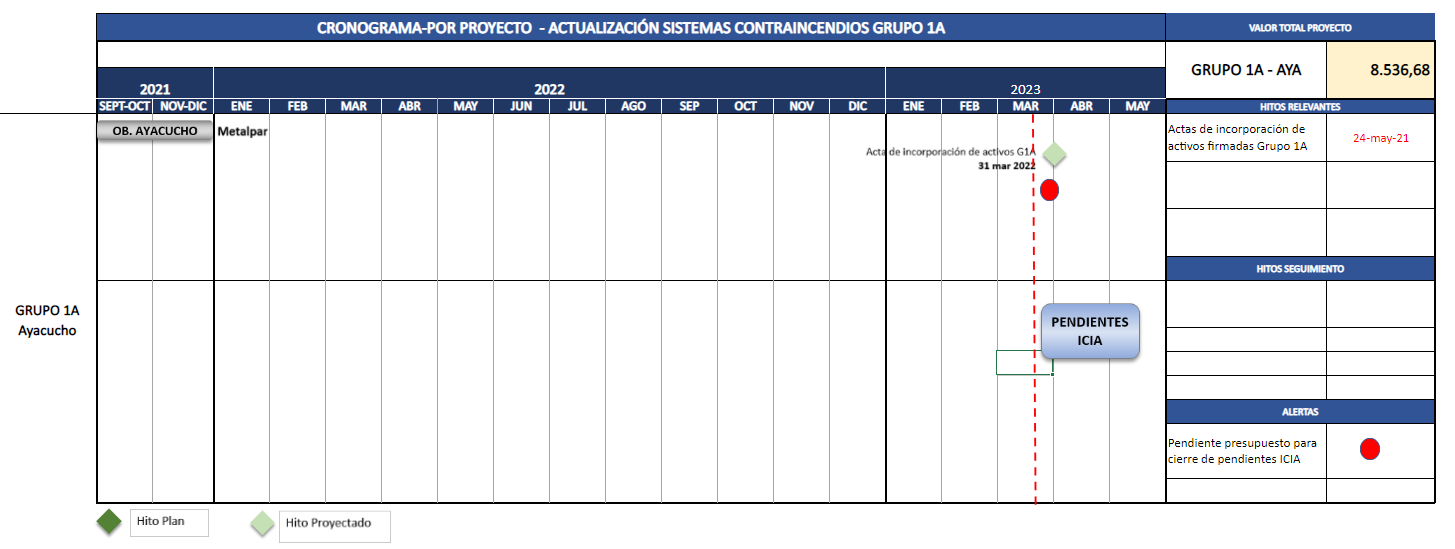 CRONOGRAMA-POR PROYECTO - ACTUALIZACIÓN SISTEMAS CONTRAINCENDIOS GRUPO 1A
VALOR TOTAL PROYECTO
GRUPO 1A - AYA
8.536,68
2021
2022
2023
SEPT-OCT
NOV-DIC
ENE
FEB
MAR
ABR
MAY
JUN
JUL
AGO
SEP
OCT
NOV
DIC
ENE
FEB
MAR
ABR
MAY
HITOS RELEVANTES
OB. AYACUCHO
Metalpar
Acta de incorporación de activos G1A
31 mar 2022
Actas de incorporación de
activos firmadas Grupo 1A
24-may-21
HITOS SEGUIMIENTO
GRUPO 1A
Ayacucho
PENDIENTES
ICIA
ALERTAS
Pendiente presupuesto para
cierre de pendientes ICIA
Hito Plan
Hito Proyectado